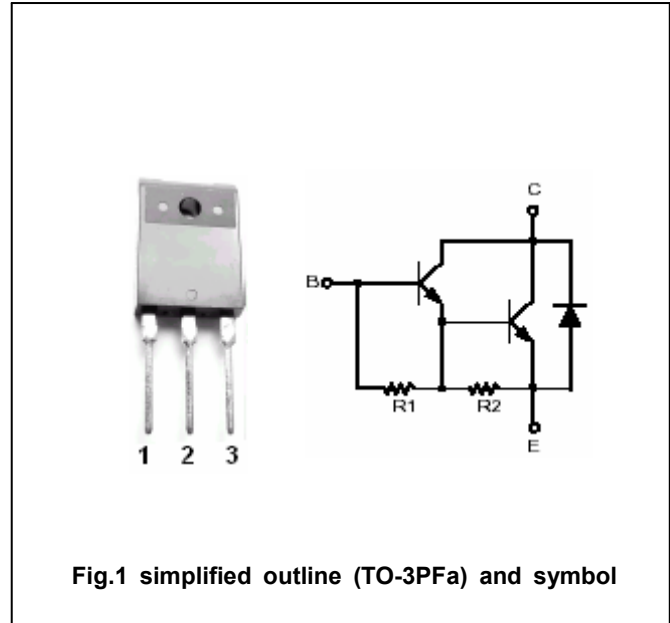 C
B
R1 R2
E
1 2 3
Fig.1 simplified outline (TO-3PFa) and symbol